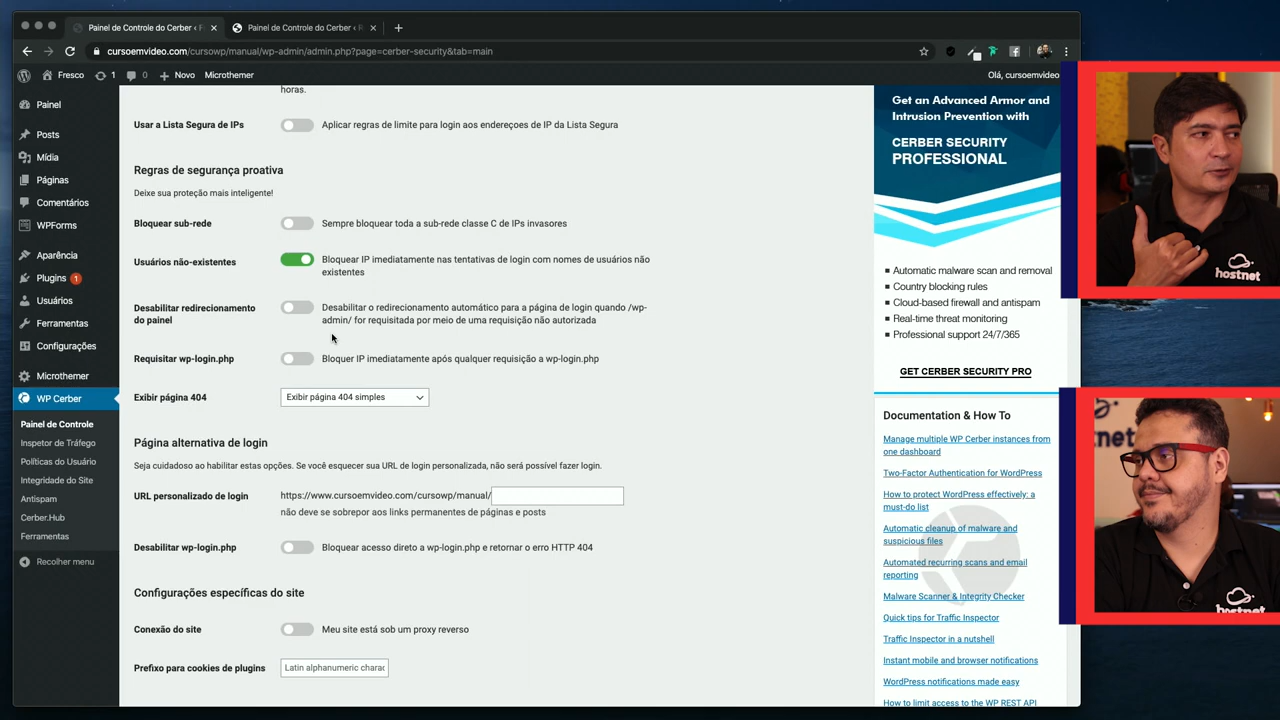 Painel de Controle do Cerber ‹ F
Painel de Controle do Cerber ‹ R
cursoemvideo.com/cursowp/manual/wp-admin/admin.php?page=cerber-security&tab=main
Fresco
1
0
Novo
Microthemer
Olá, cursoemvideo
Painel
Posts
Mídia
Páginas
Comentários
WPForms
Aparência
Plugins 1
Usuários
Ferramentas
Configurações
Microthemer
WP Cerber
Painel de Controle
Inspetor de Tráfego
Políticas do Usuário
Integridade do Site
Antispam
Cerber.Hub
Ferramentas
Recolher menu
horas.
Usar a Lista Segura de IPs
Aplicar regras de limite para login aos endereçoes de IP da Lista Segura
Regras de segurança proativa
Deixe sua proteção mais inteligente!
Bloquear sub-rede
Sempre bloquear toda a sub-rede classe C de IPs invasores
Usuários não-existentes
Bloquear IP imediatamente nas tentativas de login com nomes de usuários não
existentes
Desabilitar redirecionamento
do painel
Desabilitar o redirecionamento automático para a página de login quando /wp-
admin/ for requisitada por meio de uma requisição não autorizada
Requisitar wp-login.php
Bloquer IP imediatamente após qualquer requisição a wp-login.php
Exibir página 404
Exibir página 404 simples
Página alternativa de login
Seja cuidadoso ao habilitar estas opções. Se você esquecer sua URL de login personalizada, não será possível fazer login.
URL personalizado de login
https://www.cursoemvideo.com/cursowp/manual/
não deve se sobrepor aos links permanentes de páginas e posts
Desabilitar wp-login.php
Bloquear acesso direto a wp-login.php e retornar o erro HTTP 404
Configurações específicas do site
Conexão do site
Meu site está sob um proxy reverso
Prefixo para cookies de plugins
Latin alphanumeric charac
Get an Advanced Armor and
Intrusion Prevention with
CERBER SECURITY
PROFESSIONAL
Automatic malware scan and removal
Country blocking rules
Cloud-based firewall and antispam
Real-time threat monitoring
Professional support 24/7/365
GET CERBER SECURITY PRO
Documentation & How To
Manage multiple WP Cerber instances from
one dashboard
Two-Factor Authentication for WordPress
How to protect WordPress effectively: a
must-do list
Automatic cleanup of malware and
suspicious files
Automated recurring scans and email
reporting
Malware Scanner & Integrity Checker
Quick tips for Traffic Inspector
Traffic Inspector in a nutshell
Instant mobile and browser notifications
WordPress notifications made easy
How to limit access to the WP REST API
hostnet
hostnet